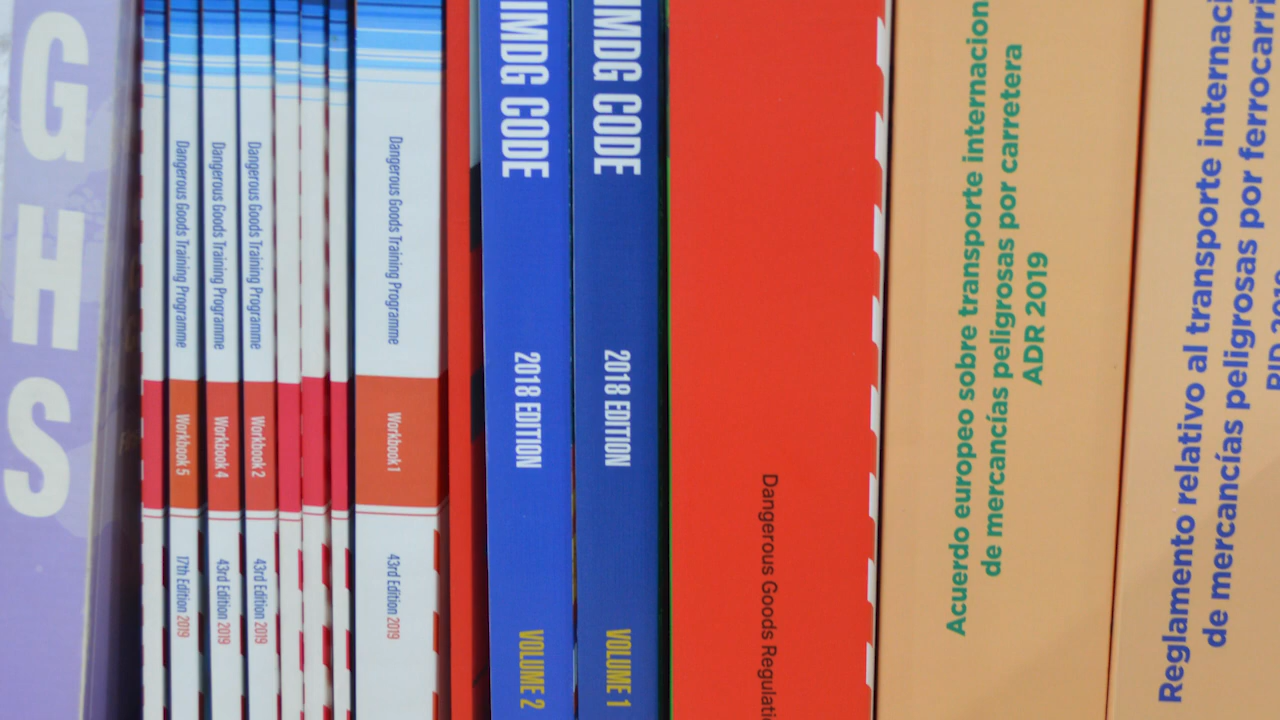 GHS
Dangerous Goods Training Programme
Workbook 5
17th Edition 2019
Dangerous Goods Training Programme
Workbook 4
43rd Edition 2019
Dangerous Goods Training Programme
Workbook 2
43rd Edition 2019
Dangerous Goods Training Programme
Workbook 1
43rd Edition 2019
IMDG CODE
2018 EDITION
VOLUME 2
IMDG CODE
2018 EDITION
VOLUME 1
Dangerous Goods Regulati
Acuerdo europeo sobre transporte internacion
de mercancías peligrosas por carretera
ADR 2019
Reglamento relativo al transporte internaci
de mercancías peligrosas por ferrocarri